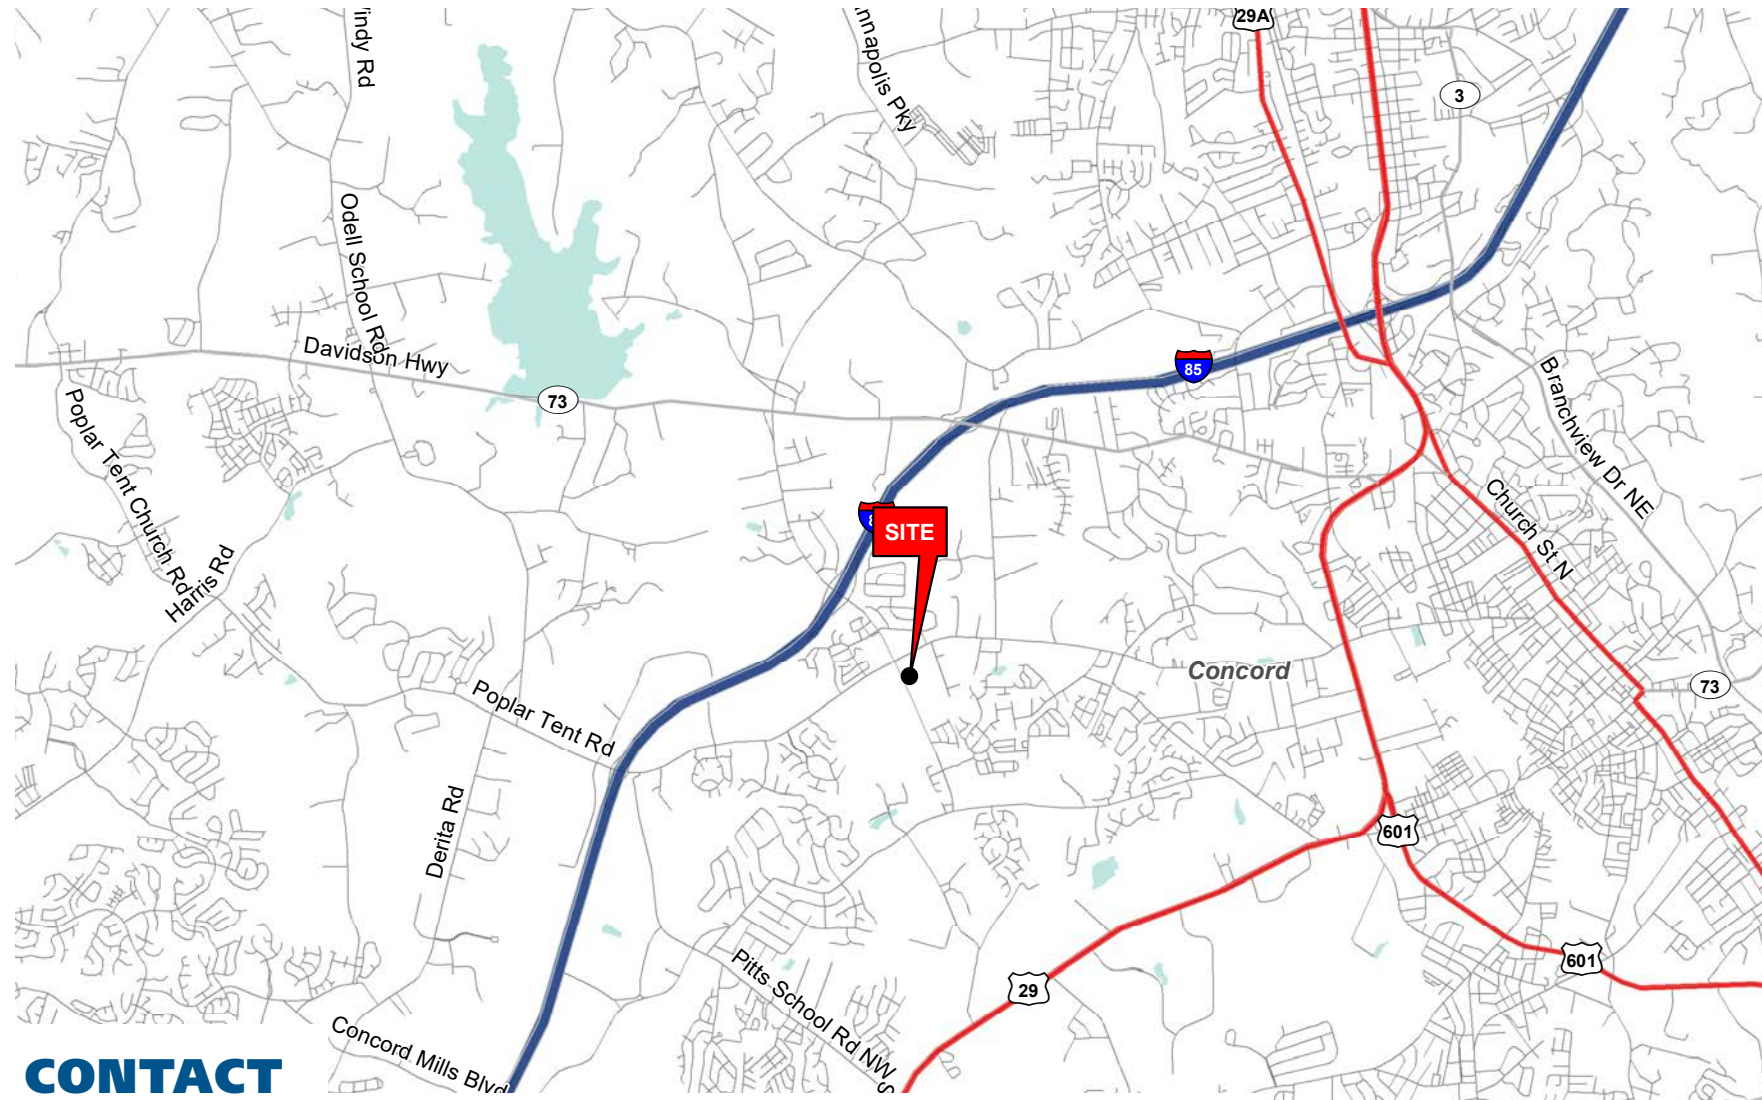 29A
indy Rd
nnapolis Pky
3
Odell School Rd
Davidson Hwy
73
85
Poplar Tent Church Rd
Branchview Dr NE
Church St N
SITE
Harris Rd
Concord
73
Poplar Tent Rd
Derita Rd
601
601
Pitts School Rd NW
29
Concord Mills Blvd
CONTACT